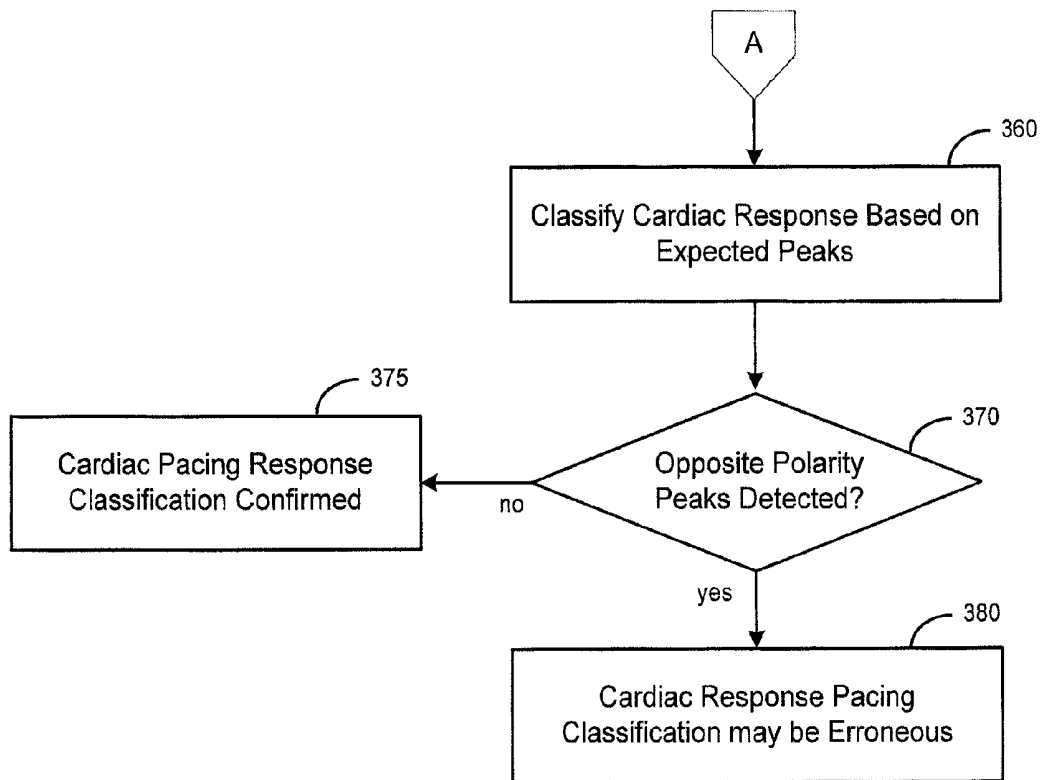 A
360
Classify Cardiac Response Based on
Expected Peaks
375
Cardiac Pacing Response
Classification Confirmed
370
Opposite Polarity
Peaks Detected?
no
yes
380
Cardiac Response Pacing
Classification may be Erroneous